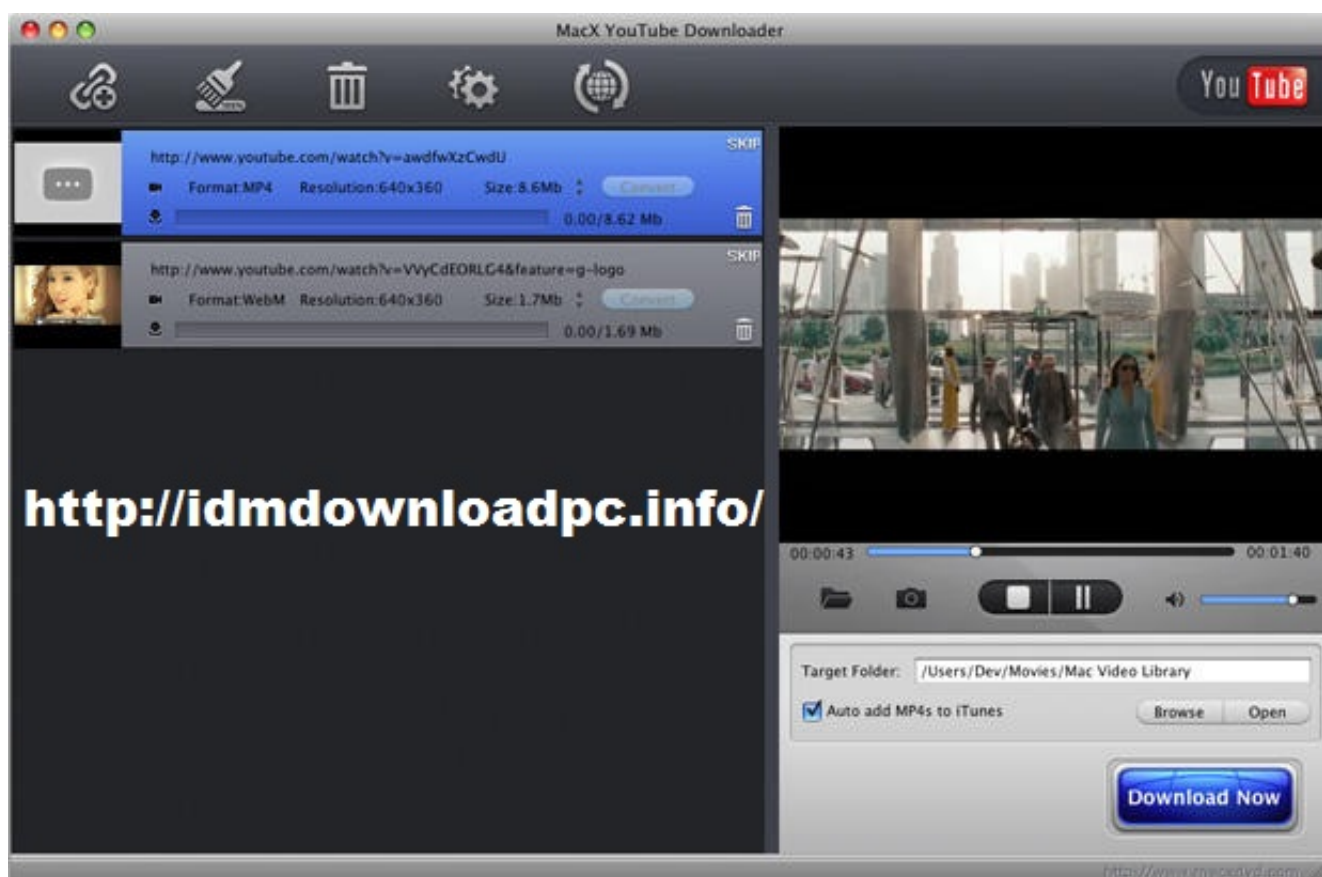 MacX YouTube Downloader
You Tube
http://www.youtube.com/watch?v=awdfwXzCwdU
SKIP
Format:MP4 Resolution:640x360 Size:8.6Mb Convert
0.00/8.62 Mb
http://www.youtube.com/watch?v=VVyCdEORLG4&feature=g-logo
SKIP
Format:WebM Resolution:640x360 Size:1.7Mb Convert
0.00/1.69 Mb
http://idmdownloadpc.info/
00:00:43 00:01:40
Target Folder: /Users/Dev/Movies/Mac Video Library
Auto add MP4s to iTunes
Browse Open
Download Now